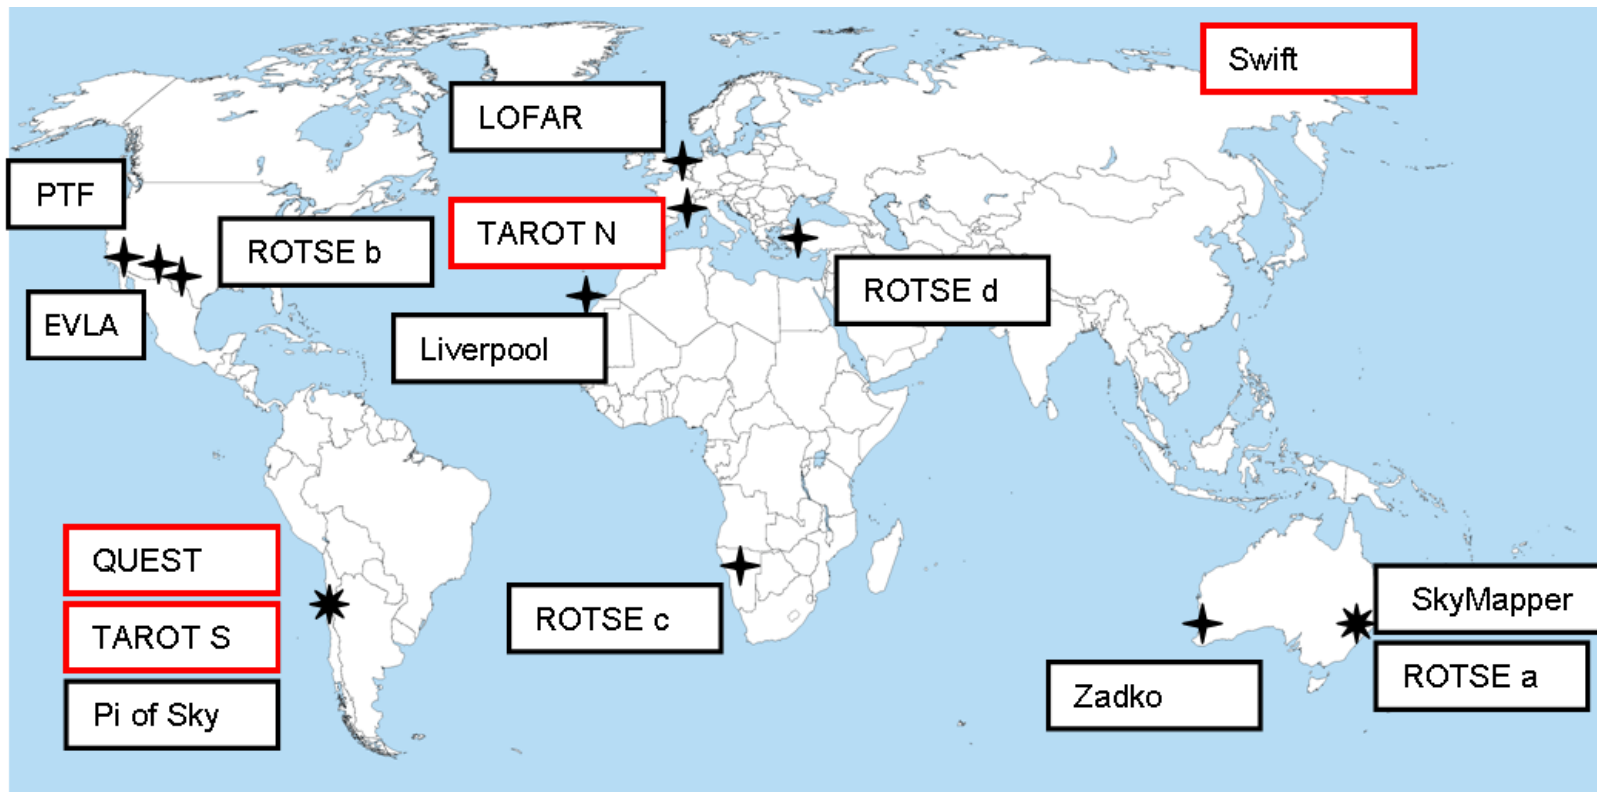 Swift
LOFAR
PTF
ROTSE b
TAROT N
ROTSE d
EVLA
Liverpool
QUEST
TAROT S
Pi of Sky
ROTSE c
SkyMapper
ROTSE a
Zadko